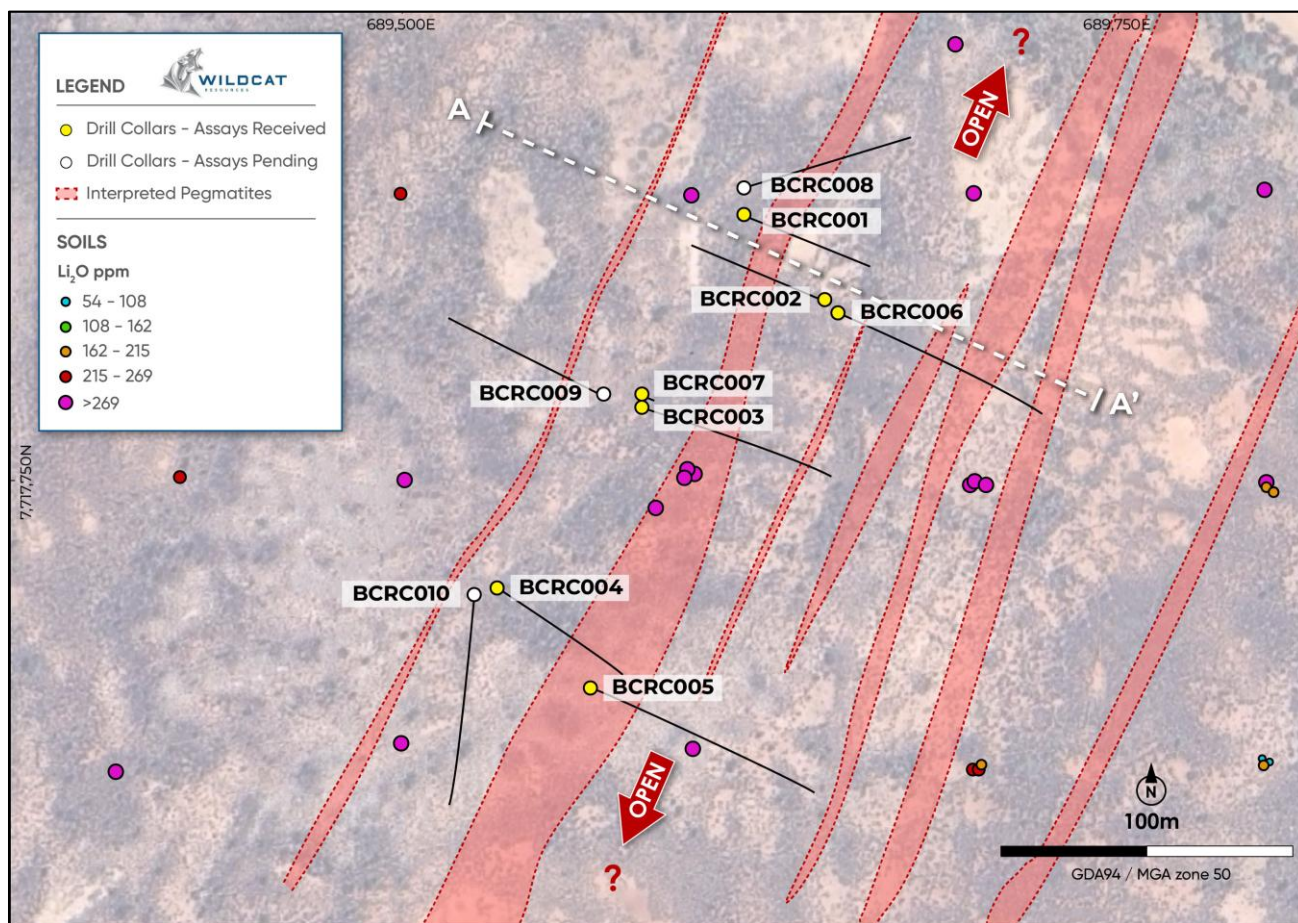 689,500E
689,750E
LEGEND
WILDCAT
RESOURCES
Drill Collars - Assays Received
Drill Collars - Assays Pending
Interpreted Pegmatites
SOILS
Li₂O ppm
54 - 108
108 - 162
162 - 215
215 - 269
>269
?
OPEN
A
BCRC008
BCRC001
BCRC002
BCRC006
BCRC007
BCRC009
BCRC003
A'
7,717,750N
BCRC010
BCRC004
BCRC005
OPEN
?
N
100m
GDA94 / MGA zone 50